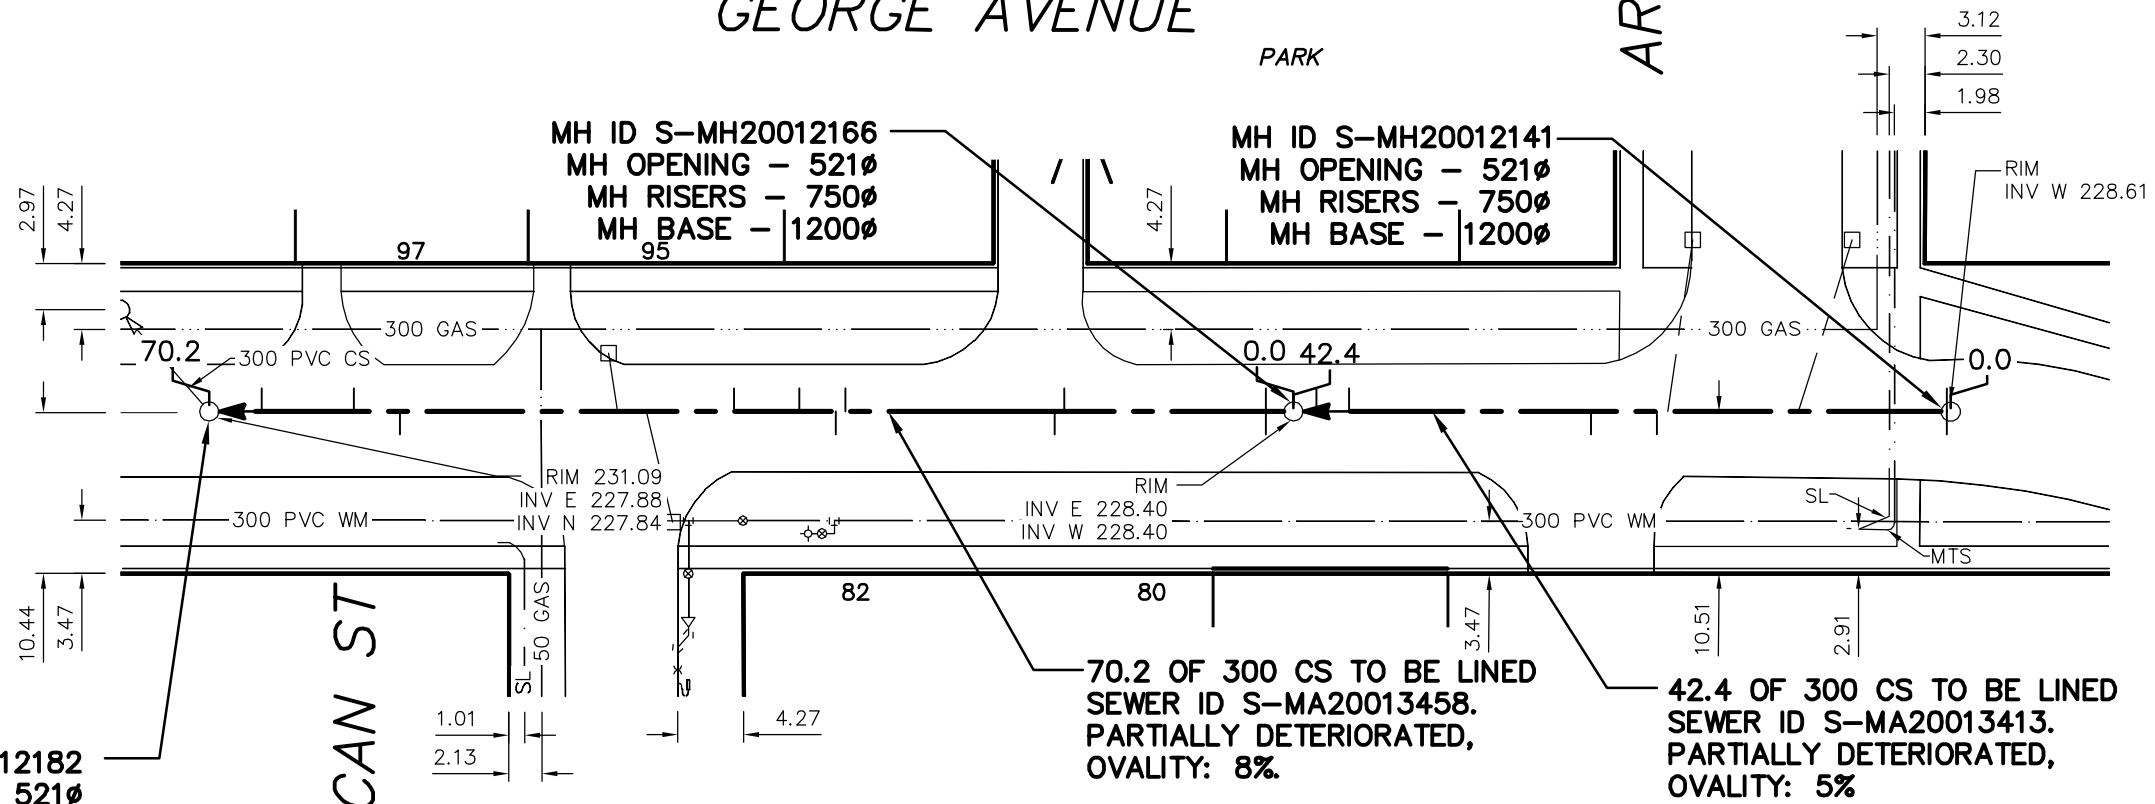 GEORGE AVENUE
PARK
AR
3.12
2.30
1.98
MH ID S-MH20012166
MH OPENING - 521ø
MH RISERS - 750ø
MH BASE - 1200ø
MH ID S-MH20012141
MH OPENING - 521ø
MH RISERS - 750ø
MH BASE - 1200ø
RIM
INV W 228.61
2.97
4.27
4.27
97
95
300 GAS
300 GAS
70.2
300 PVC CS
0.0
42.4
0.0
RIM 231.09
INV E 227.88
INV N 227.84
RIM
INV E 228.40
INV W 228.40
300 PVC WM
300 PVC WM
SL
MTS
82
80
10.44
3.47
CAN ST
SL
50 GAS
3.47
10.51
2.91
1.01
2.13
4.27
70.2 OF 300 CS TO BE LINED
SEWER ID S-MA20013458.
PARTIALLY DETERIORATED,
OVALITY: 8%.
42.4 OF 300 CS TO BE LINED
SEWER ID S-MA20013413.
PARTIALLY DETERIORATED,
OVALITY: 5%
12182
521ø